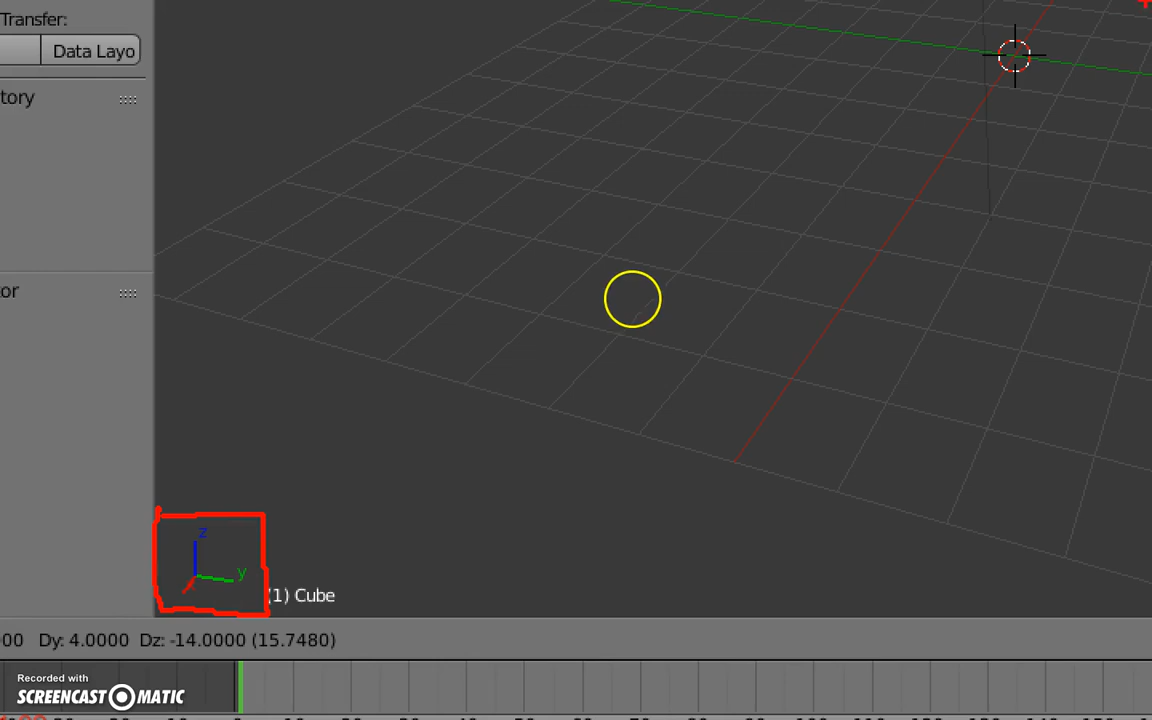 Transfer:
Data Layo
tory
or
z
y
(1) Cube
00 Dy: 4.0000 Dz: -14.0000 (15.7480)
Recorded with
SCREENCAST MATIC